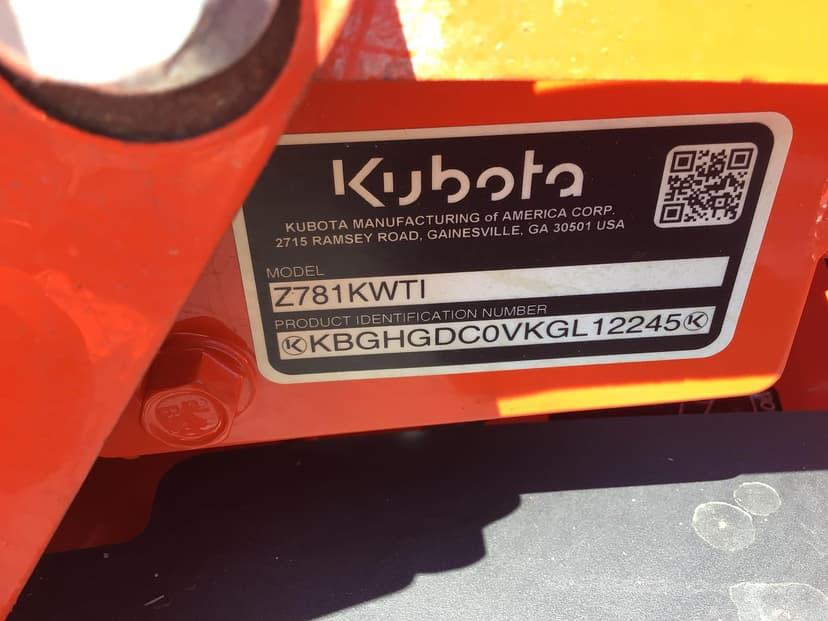 Kubota
KUBOTA MANUFACTURING of AMERICA CORP.
2715 RAMSEY ROAD, GAINESVILLE, GA 30501 USA
MODEL
Z781KWTI
PRODUCT IDENTIFICATION NUMBER
KBGHGDC0VKGL12245